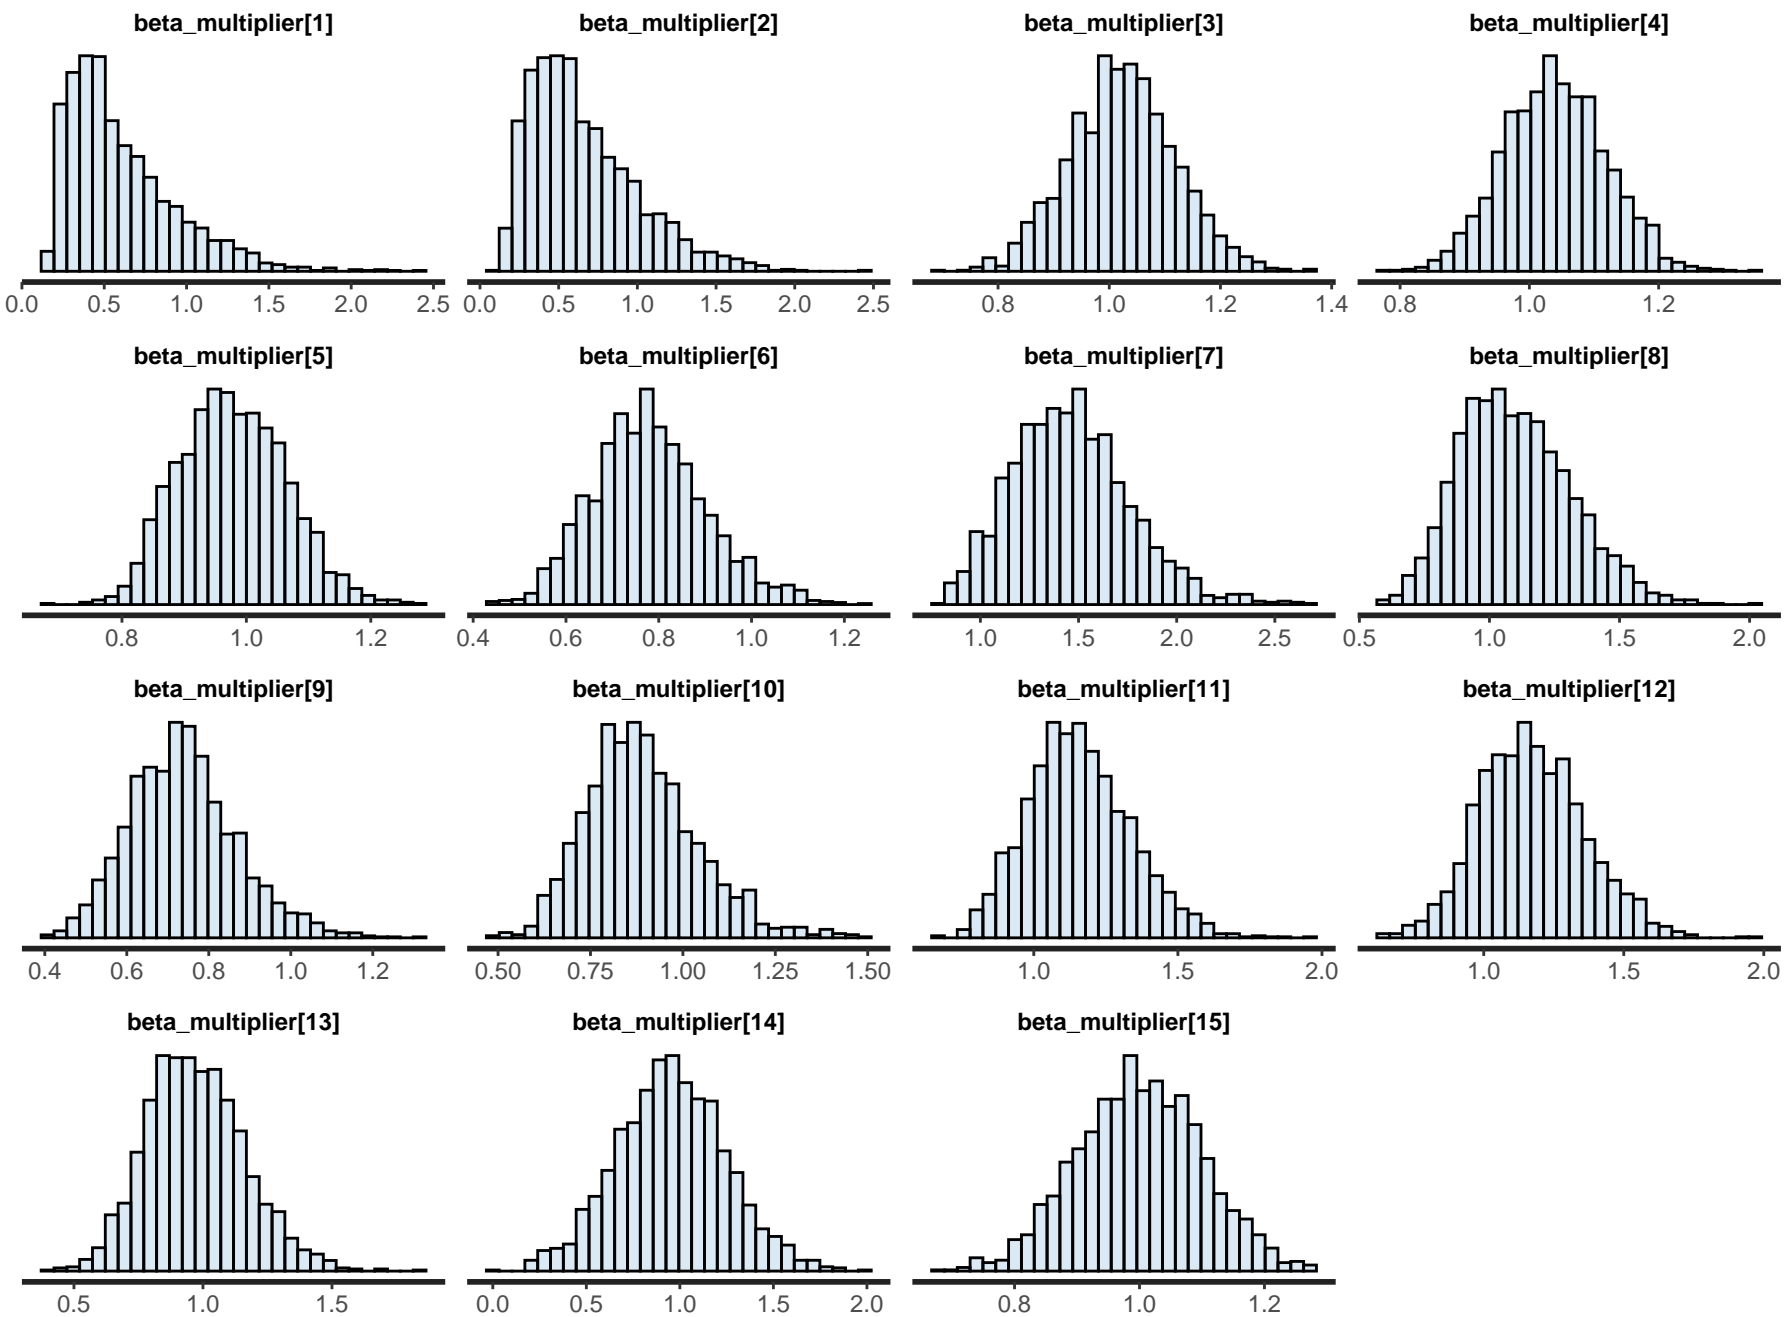 beta_multiplier[1] beta_multiplier[2] beta_multiplier[3] beta_multiplier[4]
0.0 0.5 1.0 1.5 2.0 2.5 0.0 0.5 1.0 1.5 2.0 2.5 0.8 1.0 1.2 1.4 0.8 1.0 1.2
beta_multiplier[5] beta_multiplier[6] beta_multiplier[7] beta_multiplier[8]
0.8 1.0 1.2 0.4 0.6 0.8 1.0 1.2 1.0 1.5 2.0 2.5 0.5 1.0 1.5 2.0
beta_multiplier[9] beta_multiplier[10] beta_multiplier[11] beta_multiplier[12]
0.4 0.6 0.8 1.0 1.2 0.50 0.75 1.00 1.25 1.50 1.0 1.5 2.0 1.0 1.5 2.0
beta_multiplier[13] beta_multiplier[14] beta_multiplier[15]
0.5 1.0 1.5 0.0 0.5 1.0 1.5 2.0 0.8 1.0 1.2